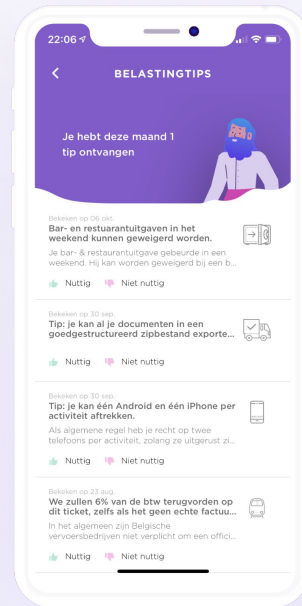 22:06
BELASTINGTIPS
Je hebt deze maand 1
tip ontvangen
Bekeken op 06 okt.
Bar- en restuarantuitgaven in het
weekend kunnen geweigerd worden.
Je bar- & restaurantuitgave gebeurde in een
weekend. Hij kan worden geweigerd bij een b...
Nuttig
Niet nuttig
Bekeken op 30 sep.
Tip: je kan al je documenten in een
goedgestructureerd zipbestand exporte...
Nuttig
Niet nuttig
Bekeken op 30 sep.
Tip: je kan één Android en één iPhone per
activiteit aftrekken.
Als algemene regel heb je recht op twee
telefoons per activiteit, zolang ze uitgerust zi...
Nuttig
Niet nuttig
Bekeken op 23 aug.
We zullen 6% van de btw terugvorden op
dit ticket, zelfs als het geen echte factuu...
In het algemeen zijn Belgische
vervoersbedrijven niet verplicht om een offici...
Nuttig
Niet nuttig